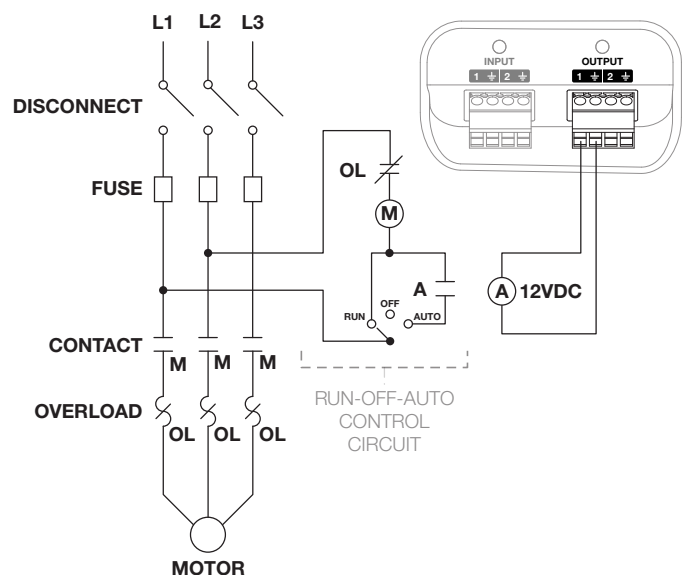 L1 L2 L3
DISCONNECT
FUSE
CONTACT
M M M
OVERLOAD
OL OL OL
MOTOR
OL
M
A
RUN
OFF
AUTO
RUN-OFF-AUTO
CONTROL
CIRCUIT
INPUT
1 ⏚ 2 ⏚
OUTPUT
1 ⏚ 2 ⏚
A 12VDC